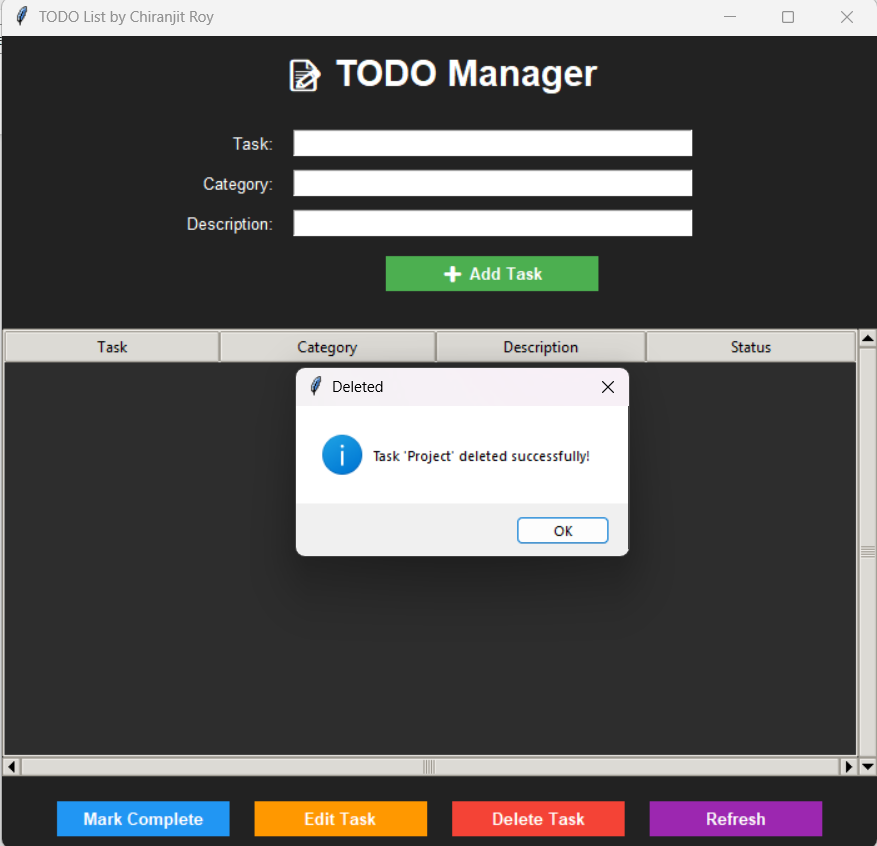 TODO List by Chiranjit Roy
TODO Manager
Task:
Category:
Description:
Add Task
Task Category Description Status
Deleted
Task 'Project' deleted successfully!
OK
Mark Complete Edit Task Delete Task Refresh